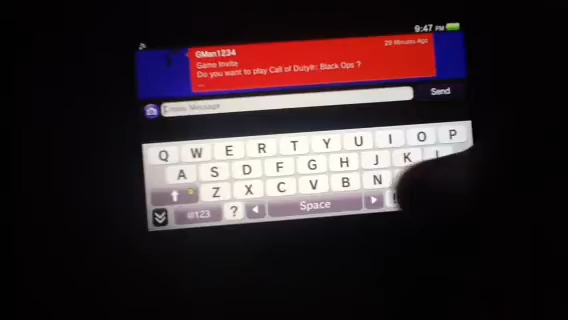 9:47 PM
GMan1234
29 Minutes Ago
Game Invite
Do you want to play Call of Duty®: Black Ops ?
...
Message
Send
Q W E R T Y U I O P
A S D F G H J K L
Z X C V B N
@123 ? Space